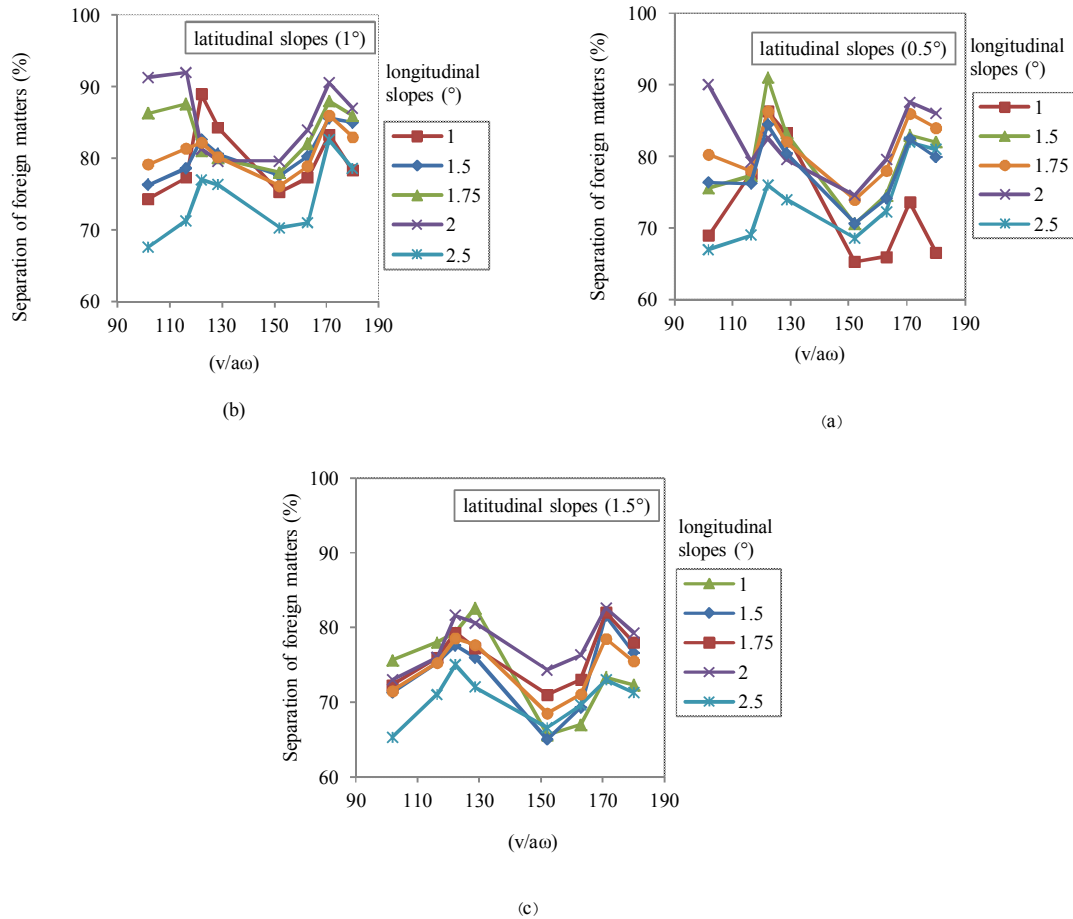 100
90
80
70
60
Separation of foreign matters (%)
latitudinal slopes (1°)
longitudinal
slopes (°)
1
1.5
1.75
2
2.5
90 110 130 150 170 190
(v/aω)
(b)
100
90
80
70
60
Separation of foreign matters (%)
latitudinal slopes (0.5°)
longitudinal
slopes (°)
1
1.5
1.75
2
2.5
90 110 130 150 170 190
(v/aω)
(a)
100
90
80
70
60
Separation of foreign matters (%)
latitudinal slopes (1.5°)
longitudinal
slopes (°)
1
1.5
1.75
2
2.5
90 110 130 150 170 190
(v/aω)
(c)